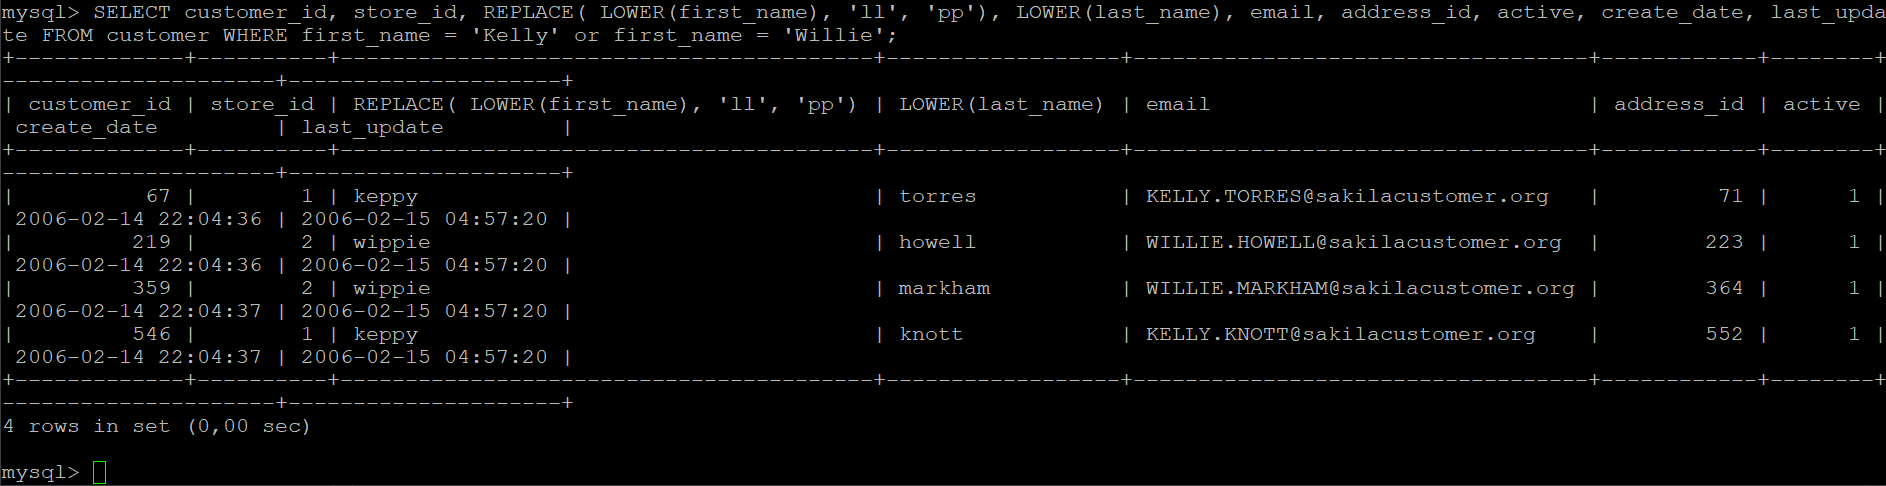 mysql> SELECT customer_id, store_id, REPLACE( LOWER(first_name), 'll', 'pp'), LOWER(last_name), email, address_id, active, create_date, last_upda
te FROM customer WHERE first_name = 'Kelly' or first_name = 'Willie';
+-------------+----------+-----------------------------------------+------------------+-----------------------------------+------------+--------+
---------------------+---------------------+
| customer_id | store_id | REPLACE( LOWER(first_name), 'll', 'pp') | LOWER(last_name) | email                             | address_id | active |
 create_date         | last_update         |
+-------------+----------+-----------------------------------------+------------------+-----------------------------------+------------+--------+
---------------------+---------------------+
|          67 |        1 | keppy                                   | torres           | KELLY.TORRES@sakilacustomer.org   |         71 |      1 |
 2006-02-14 22:04:36 | 2006-02-15 04:57:20 |
|         219 |        2 | wippie                                  | howell           | WILLIE.HOWELL@sakilacustomer.org  |        223 |      1 |
 2006-02-14 22:04:36 | 2006-02-15 04:57:20 |
|         359 |        2 | wippie                                  | markham          | WILLIE.MARKHAM@sakilacustomer.org |        364 |      1 |
 2006-02-14 22:04:37 | 2006-02-15 04:57:20 |
|         546 |        1 | keppy                                   | knott            | KELLY.KNOTT@sakilacustomer.org    |        552 |      1 |
 2006-02-14 22:04:37 | 2006-02-15 04:57:20 |
+-------------+----------+-----------------------------------------+------------------+-----------------------------------+------------+--------+
---------------------+---------------------+
4 rows in set (0,00 sec)
mysql>